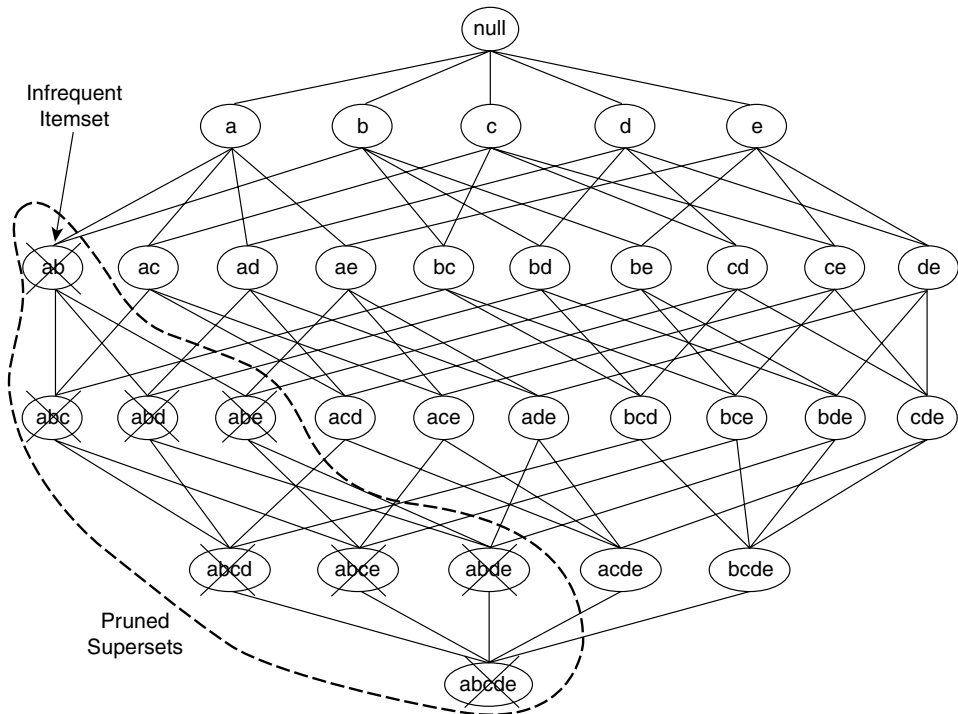 null
Infrequent
Itemset
a b c d e
ab ac ad ae bc bd be cd ce de
abc abd abe acd ace ade bcd bce bde cde
abcd abce abde acde bcde
Pruned
Supersets
abcde